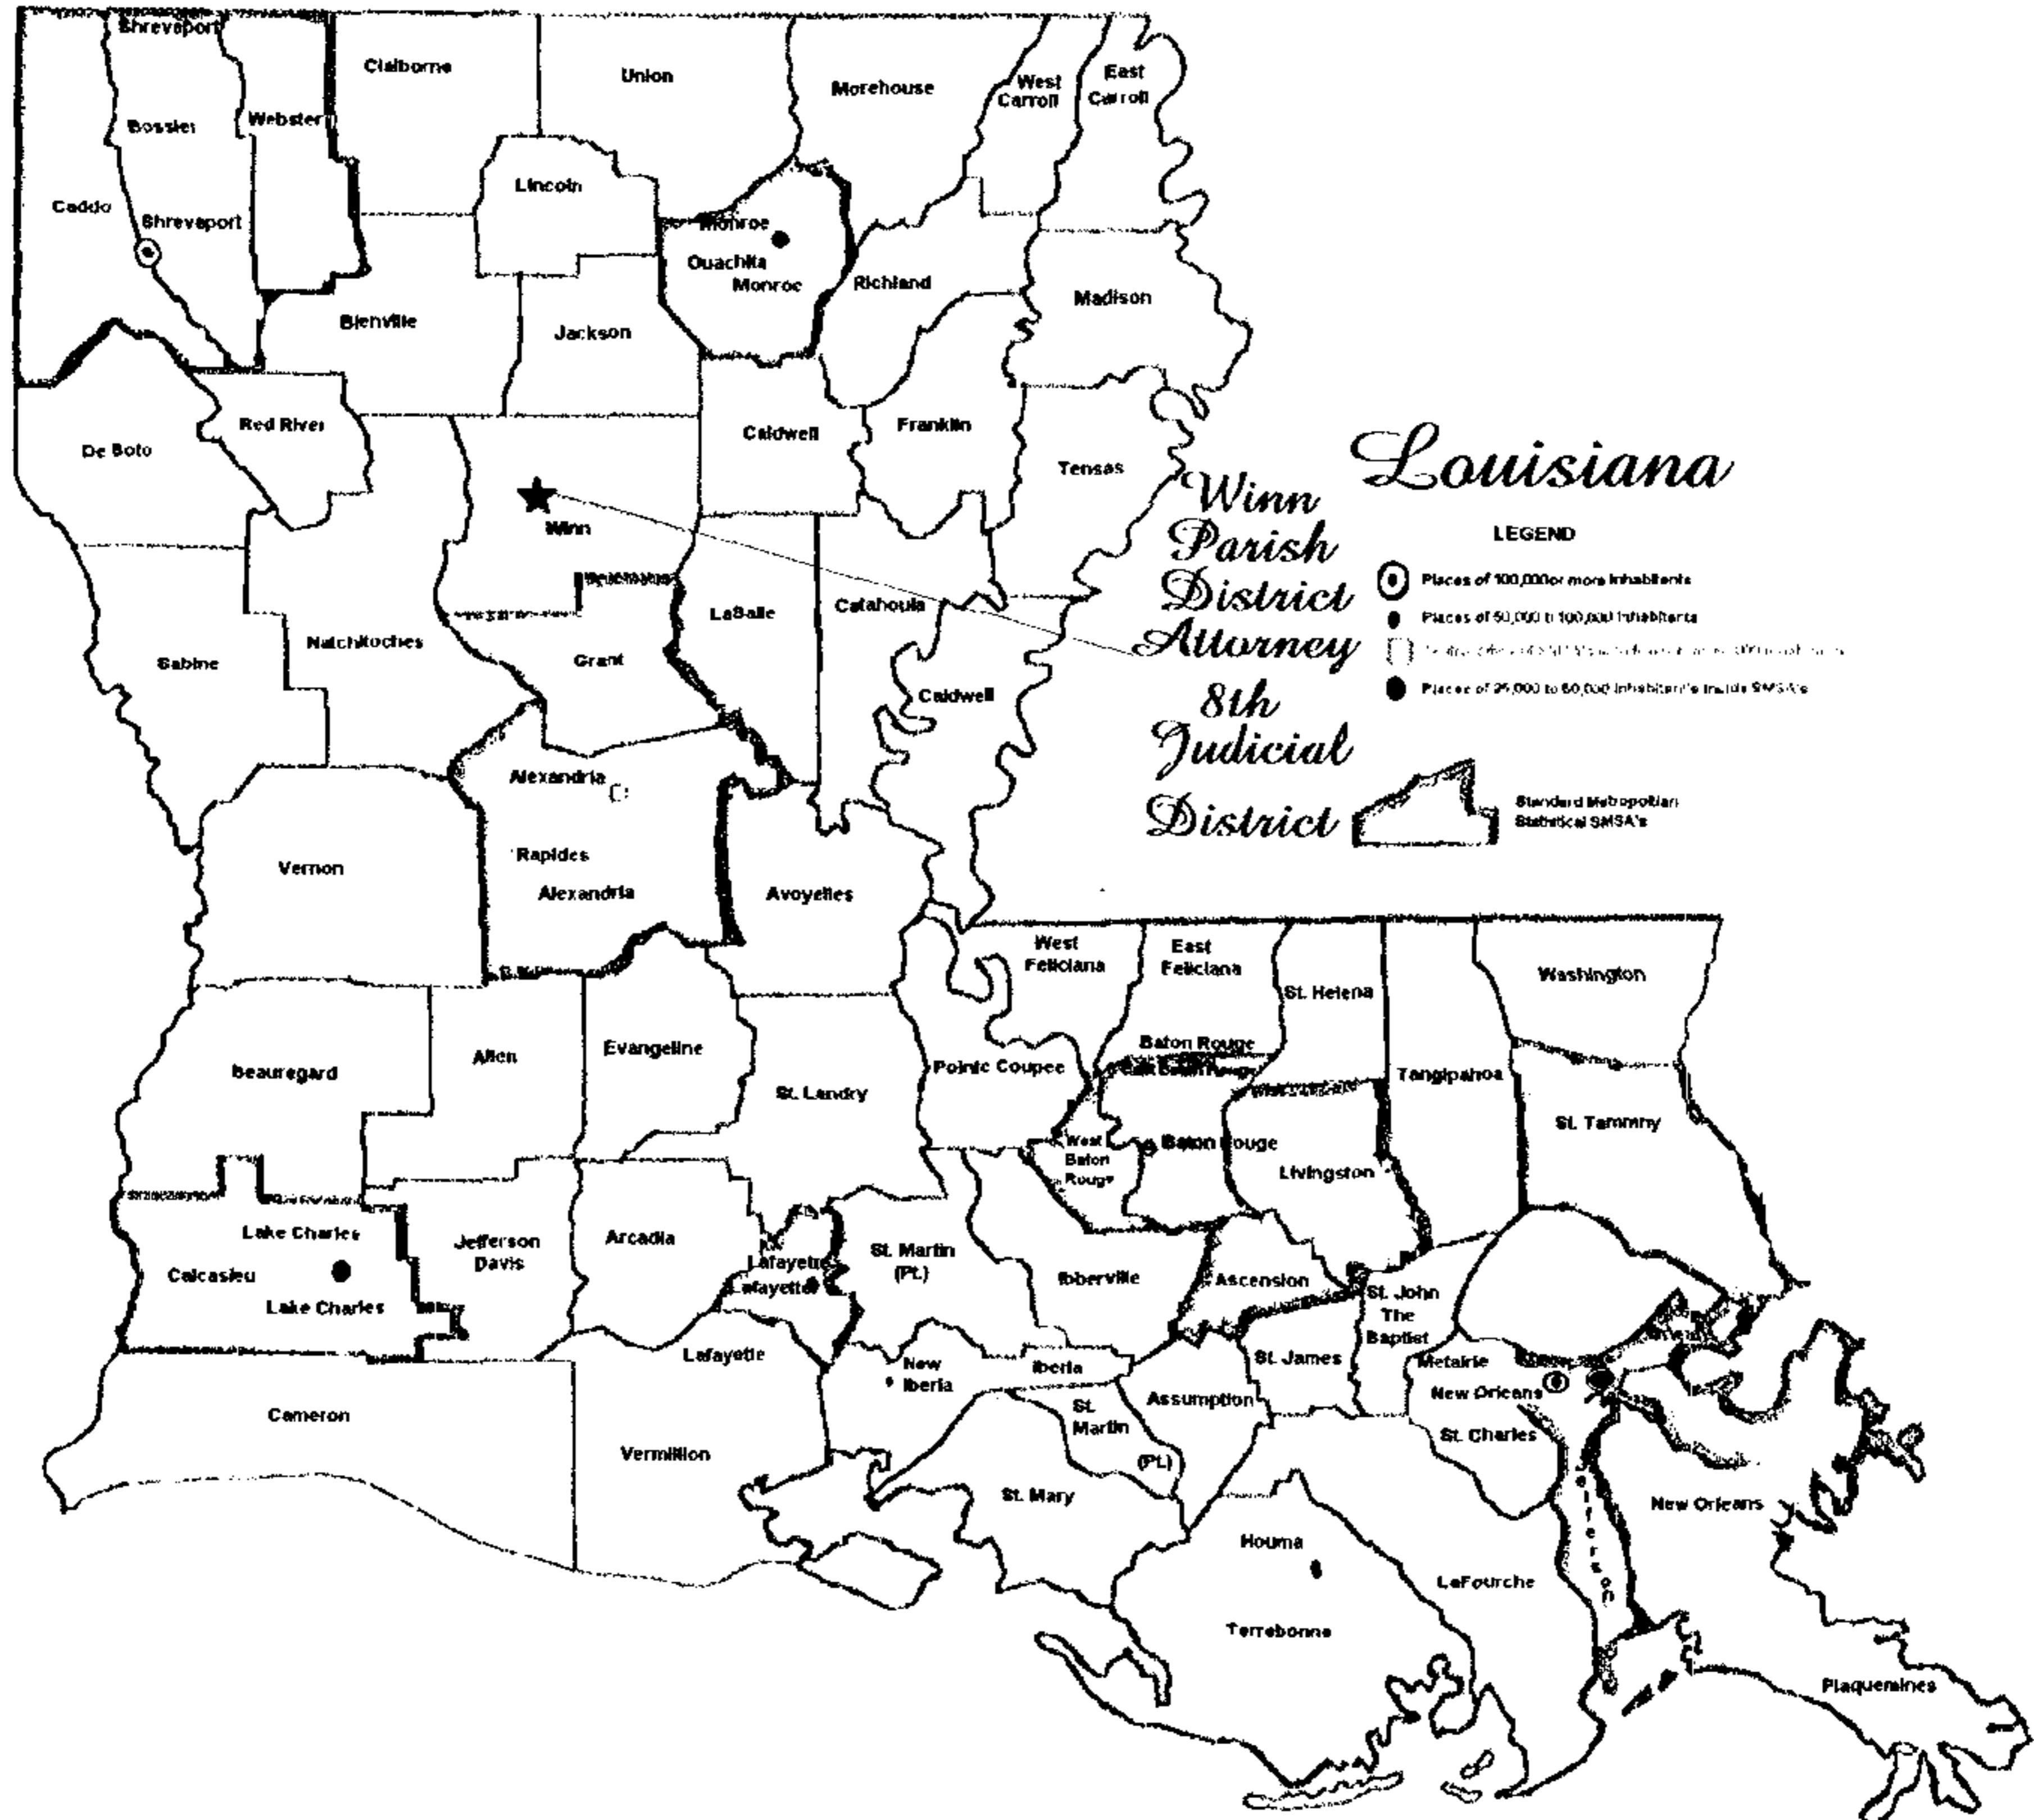 Shreveport
Claiborne
Union
Morehouse
West
Carroll
East
Carroll
Bossier
Webster
Lincoln
Caddo
Shreveport
Monroe
Ouachita
Monroe
Richland
Madison
Bienville
Jackson
De Boto
Red River
Caldwell
Franklin
Tensas
Winn
Louisiana
Winn
Parish
District
Attorney
8th
Judicial
District
LEGEND
Places of 100,000or more Inhabitants
Places of 50,000 to 100,000 Inhabitants
Places of 25,000 to 50,000 Inhabitant's Inside SMSA's
Standard Metropolitan
Statistical SMSA's
LaSalle
Catahoula
Natchitoches
Sabine
Grant
Caldwell
Alexandria
Vernon
Rapides
Alexandria
Avoyelles
West
Feliciana
East
Feliciana
St. Helena
Washington
Beauregard
Allen
Evangeline
St. Landry
Pointe Coupee
Baton Rouge
Tangipahoa
St. Tammny
West
Baton
Rouge
Baton Rouge
Livingston
Lake Charles
Calcasieu
Lake Charles
Jefferson
Davis
Arcadia
Lafayette
Lafayette
St. Martin
(Pt.)
Ibberville
Ascension
St. John
The
Baptist
Lafayette
New
Iberia
Iberia
St. James
Metairie
New Orleans
Cameron
Vermillion
St.
Martin
(Pt.)
Assumption
St. Charles
St. Mary
New Orleans
Houma
LaFourche
Terrebonne
Plaquemines